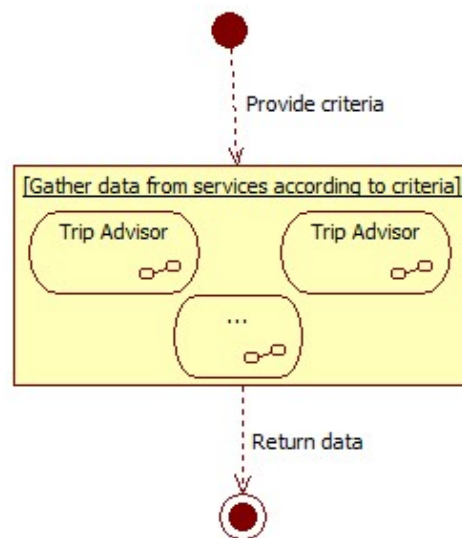 Provide criteria
[Gather data from services according to criteria]
Trip Advisor
Trip Advisor
...
Return data